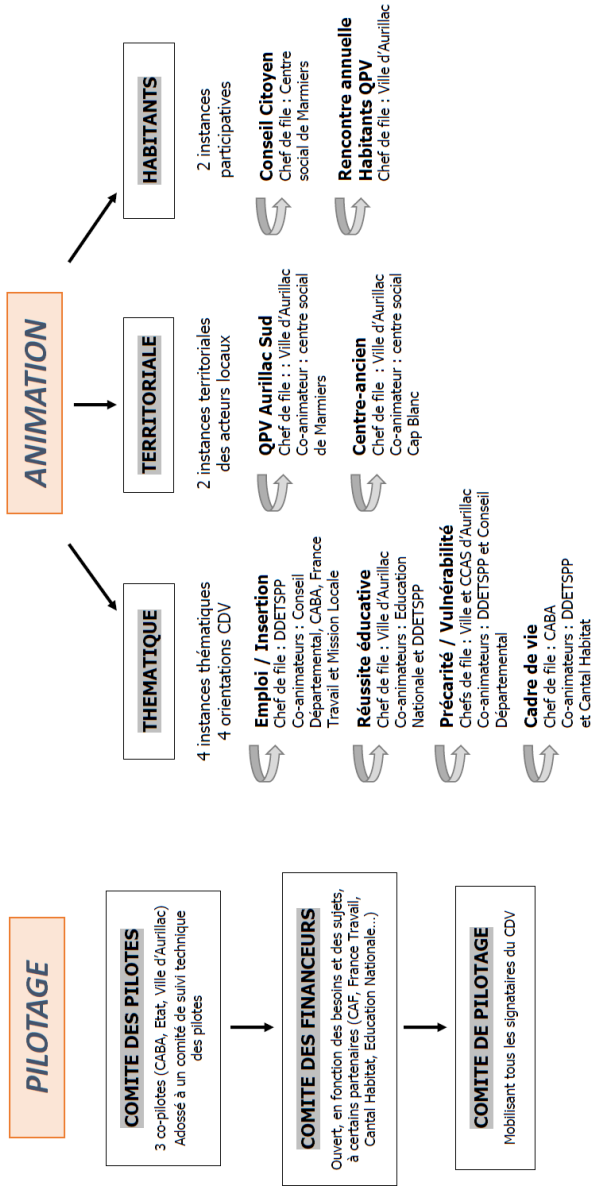 PILOTAGE
COMITE DES PILOTES
3 co-pilotes (CABA, Etat, Ville d'Aurillac)
Adossé à un comité de suivi technique
des pilotes
COMITE DES FINANCEURS
Ouvert, en fonction des besoins et des sujets,
à certains partenaires (CAF, France Travail,
Cantal Habitat, Education Nationale...)
COMITE DE PILOTAGE
Mobilisant tous les signataires du CDV
ANIMATION
THEMATIQUE
4 instances thématiques
4 orientations CDV
Emploi / Insertion
Chef de file : DDETSPP
Co-animateurs : Conseil
Départemental, CABA, France
Travail et Mission Locale
Réussite éducative
Chef de file : Ville d'Aurillac
Co-animateurs : Education
Nationale et DDETSPP
Précarité / Vulnérabilité
Chefs de file : Ville et CCAS d'Aurillac
Co-animateurs : DDETSPP et Conseil
Départemental
Cadre de vie
Chef de file : CABA
Co-animateurs : DDETSPP
et Cantal Habitat
TERRITORIALE
2 instances territoriales
des acteurs locaux
QPV Aurillac Sud
Chef de file : : Ville d'Aurillac
Co-animateur : centre social
de Marmiers
Centre-ancien
Chef de file  : Ville d'Aurillac
Co-animateur : centre social
Cap Blanc
HABITANTS
2 instances
participatives
Conseil Citoyen
Chef de file : Centre
social de Marmiers
Rencontre annuelle
Habitants QPV
Chef de file : Ville d'Aurillac